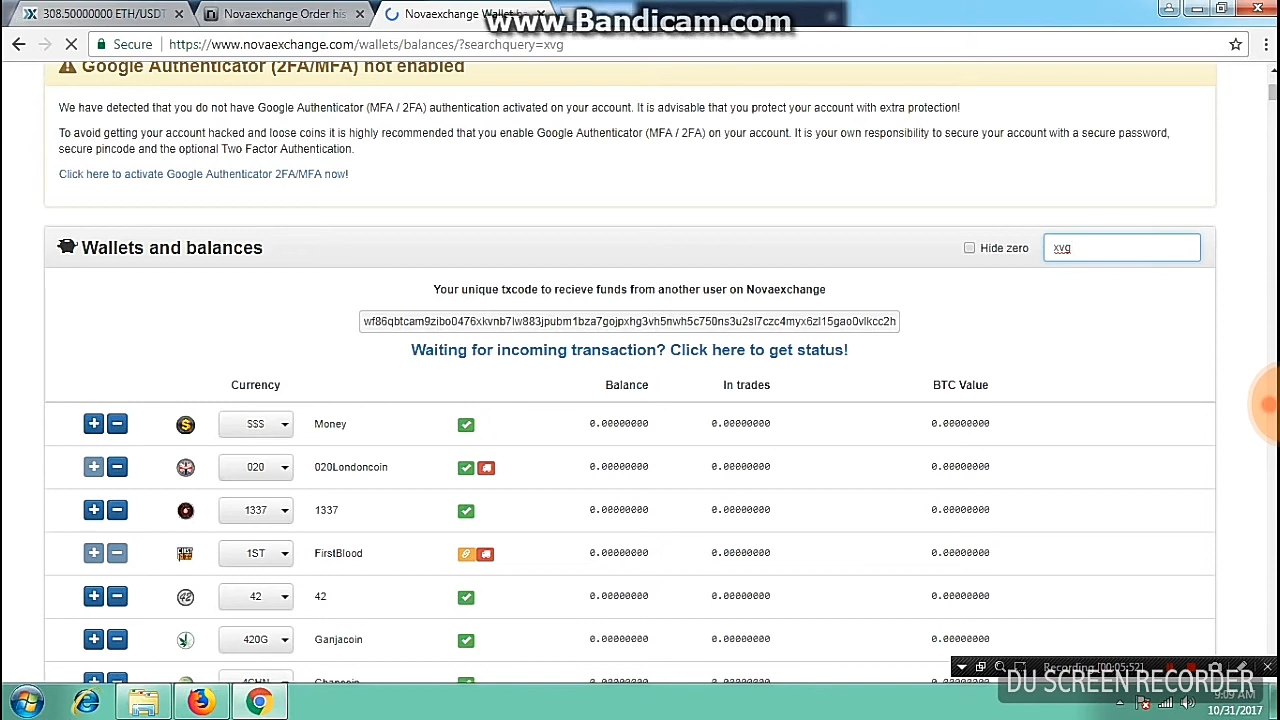 308.50000000 ETH/USDT
Novaexchange Order his
Novaexchange Wallet
www.Bandicam.com
Secure
https://www.novaexchange.com/wallets/balances/?searchquery=xvg
Google Authenticator (2FA/MFA) not enabled
We have detected that you do not have Google Authenticator (MFA / 2FA) authentication activated on your account. It is advisable that you protect your account with extra protection!
To avoid getting your account hacked and loose coins it is highly recommended that you enable Google Authenticator (MFA / 2FA) on your account. It is your own responsibility to secure your account with a secure password,
secure pincode and the optional Two Factor Authentication.
Click here to activate Google Authenticator 2FA/MFA now!
Wallets and balances
Hide zero
xvg
Your unique txcode to recieve funds from another user on Novaexchange
wf86qbtcam9zibo0476xkvnb7lw883jpubm1bza7gojpxhg3vh5nwh5c750ns3u2sl7czc4myx6zl15gao0vlkcc2h
Waiting for incoming transaction? Click here to get status!
Currency Balance In trades BTC Value
$$$ Money 0.00000000 0.00000000 0.00000000
020 020Londoncoin 0.00000000 0.00000000 0.00000000
1337 1337 0.00000000 0.00000000 0.00000000
1ST FirstBlood 0.00000000 0.00000000 0.00000000
42 42 0.00000000 0.00000000 0.00000000
420G Ganjacoin 0.00000000 0.00000000 0.00000000
Recording [00:05:52]
DU SCREEN RECORDER
9:09 AM
10/31/2017